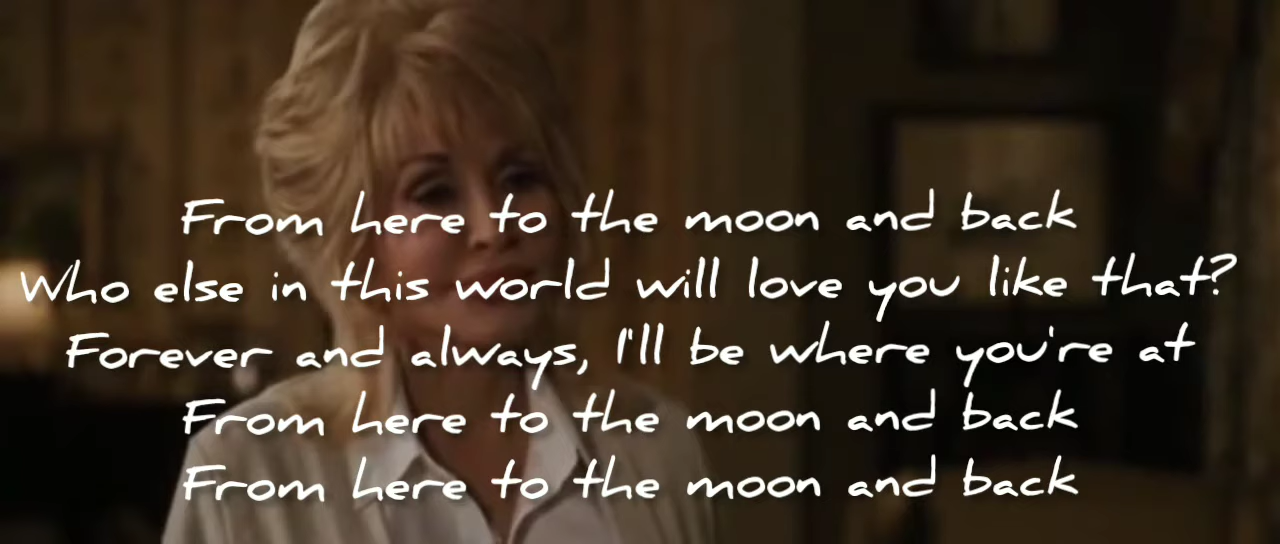 From here to the moon and back
Who else in this world will love you like that?
Forever and always, I'll be where you're at
From here to the moon and back
From here to the moon and back